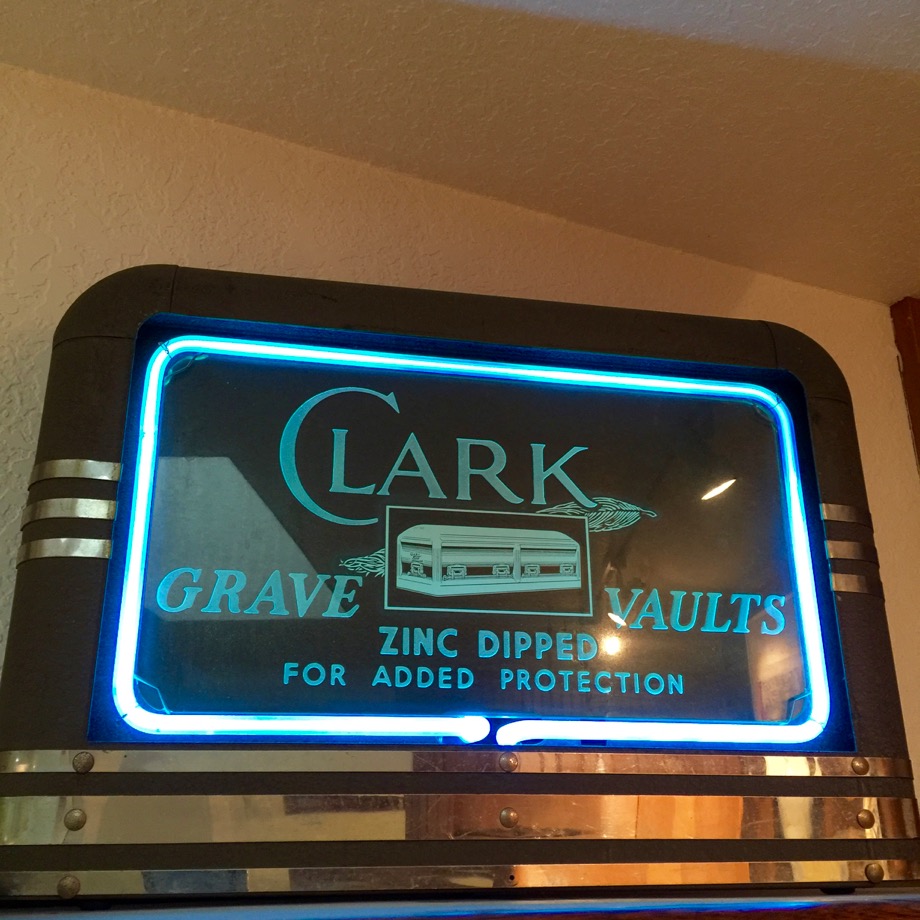 CLARK
GRAVE VAULTS
ZINC DIPPED
FOR ADDED PROTECTION